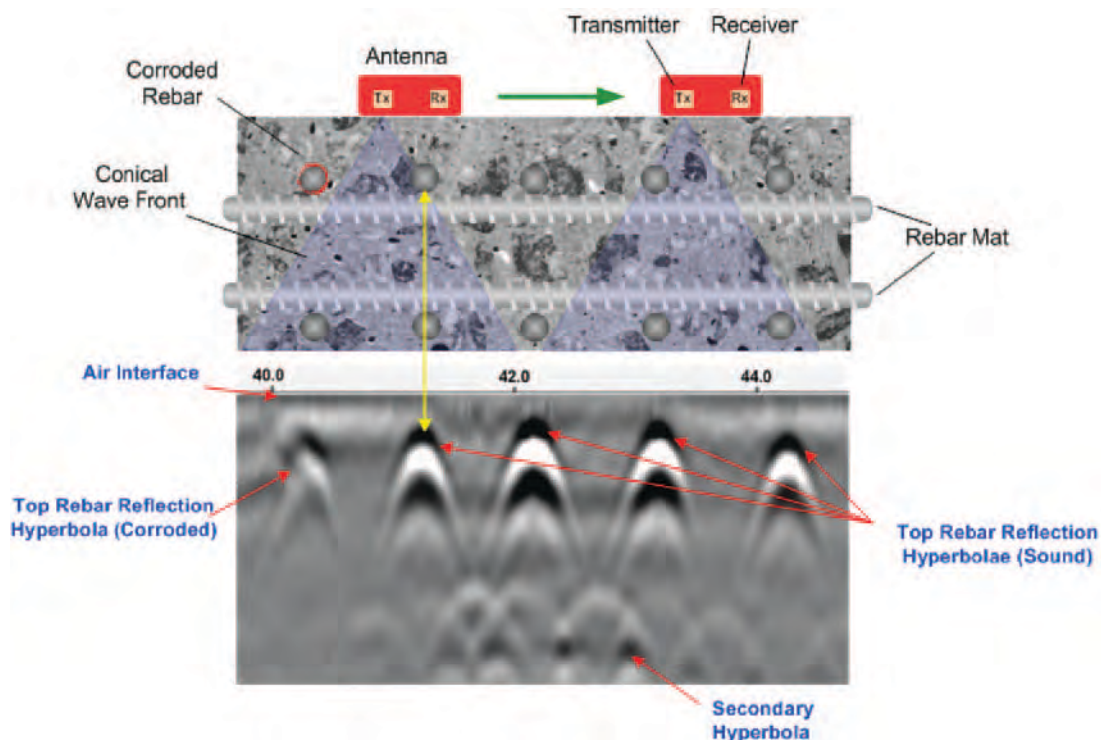 Transmitter
Receiver
Antenna
Corroded
Rebar
Tx
Rx
Tx
Rx
Conical
Wave Front
Rebar Mat
Air Interface
40.0
42.0
44.0
Top Rebar Reflection
Hyperbola (Corroded)
Top Rebar Reflection
Hyperbolae (Sound)
Secondary
Hyperbola